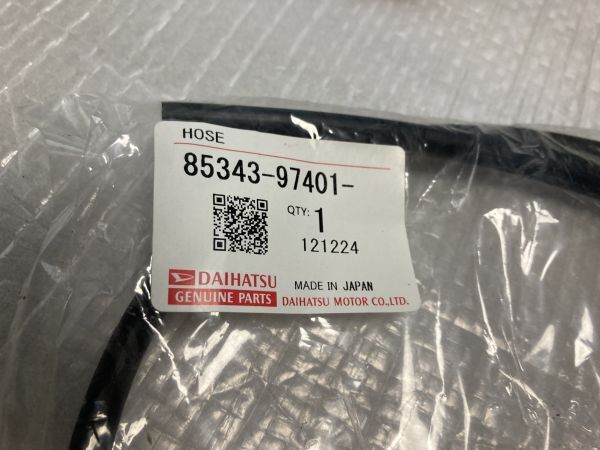 HOSE
85343-97401-
QTY: 1
121224
DAIHATSU
GENUINE PARTS
MADE IN JAPAN
DAIHATSU MOTOR CO.,LTD.